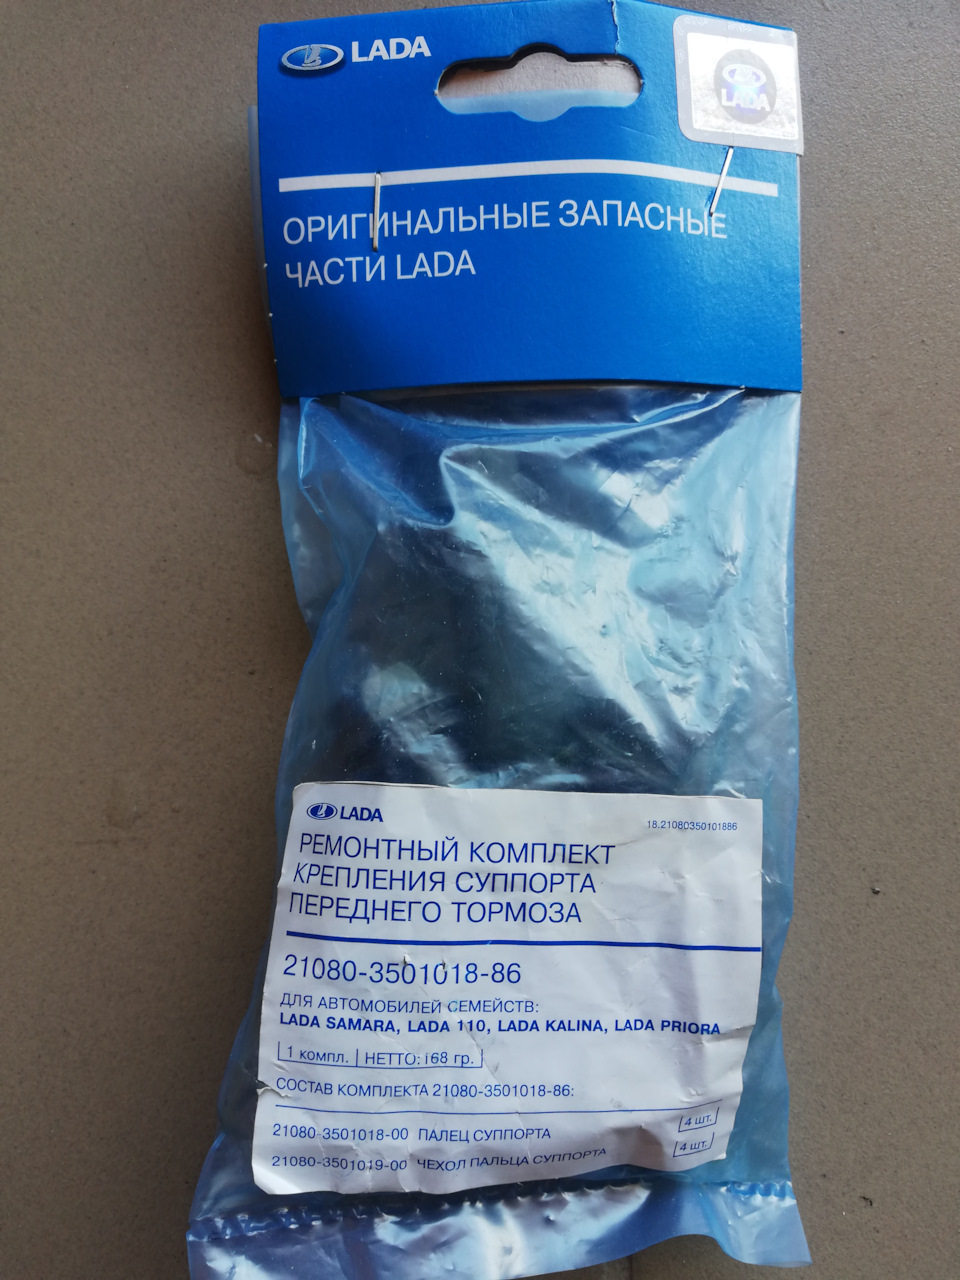 LADA
LADA
ОРИГИНАЛЬНЫЕ ЗАПАСНЫЕ
ЧАСТИ LADA
LADA
18.21080350101886
РЕМОНТНЫЙ КОМПЛЕКТ
КРЕПЛЕНИЯ СУППОРТА
ПЕРЕДНЕГО ТОРМОЗА
21080-3501018-86
ДЛЯ АВТОМОБИЛЕЙ СЕМЕЙСТВ:
LADA SAMARA, LADA 110, LADA KALINA, LADA PRIORA
1 компл. НЕТТО: 168 гр.
СОСТАВ КОМПЛЕКТА 21080-3501018-86:
21080-3501018-00 ПАЛЕЦ СУППОРТА 4 шт.
21080-3501019-00 ЧЕХОЛ ПАЛЬЦА СУППОРТА 4 шт.